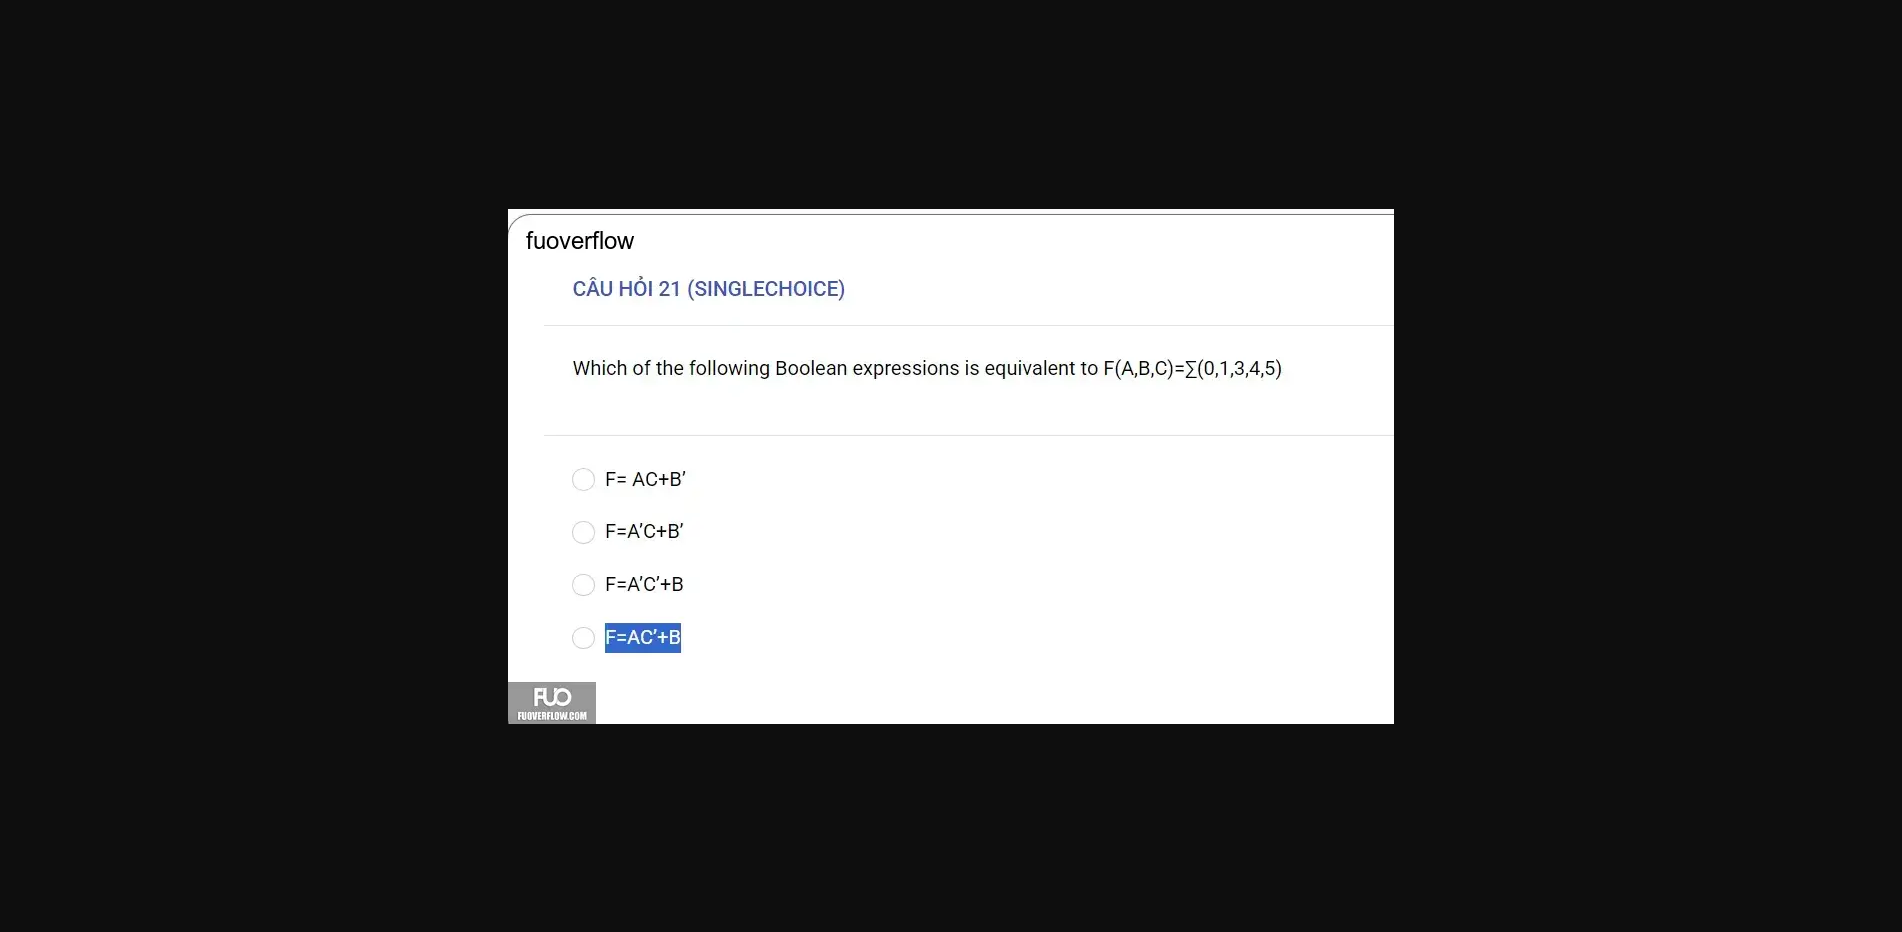 fuoverflow
CÂU HỎI 21 (SINGLECHOICE)
Which of the following Boolean expressions is equivalent to F(A,B,C)=∑(0,1,3,4,5)
F= AC+B’
F=A’C+B’
F=A’C’+B
F=AC’+B
FUO
FUOVERFLOW.COM